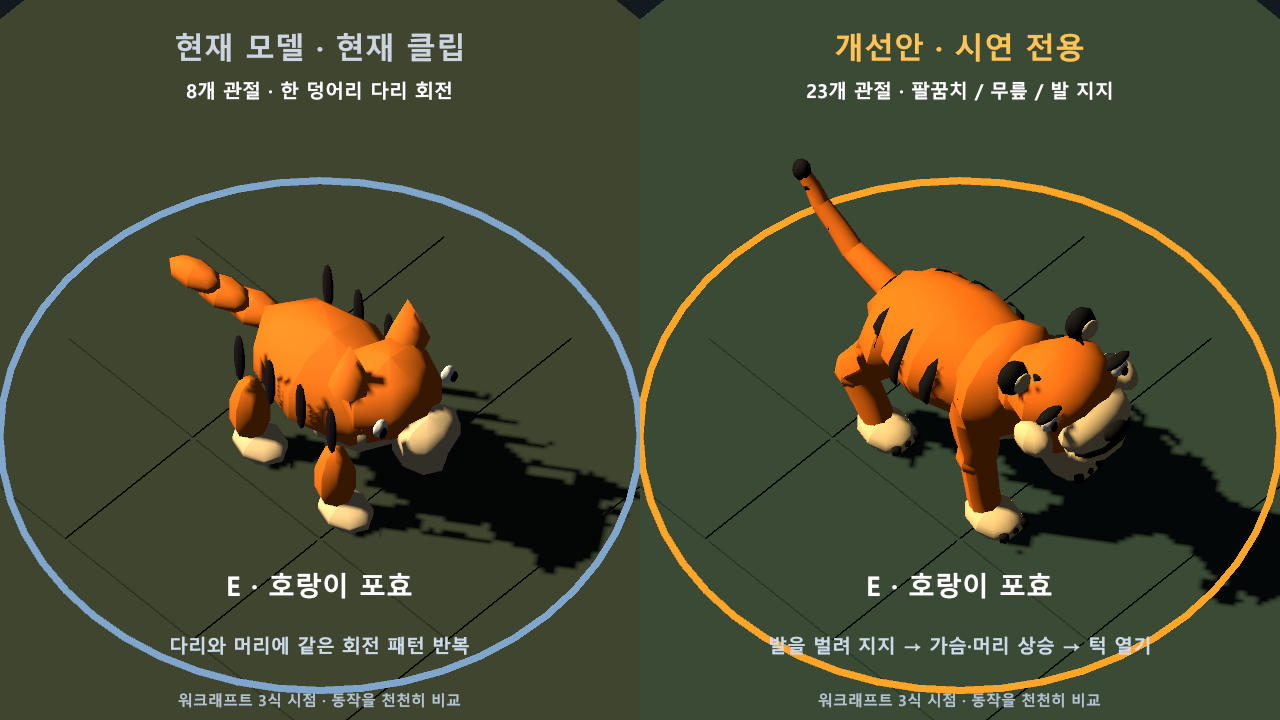 현재 모델 · 현재 클립
8개 관절 · 한 덩어리 다리 회전
E · 호랑이 포효
다리와 머리에 같은 회전 패턴 반복
워크래프트 3식 시점 · 동작을 천천히 비교
개선안 · 시연 전용
23개 관절 · 팔꿈치 / 무릎 / 발 지지
E · 호랑이 포효
발을 벌려 지지 → 가슴·머리 상승 → 턱 열기
워크래프트 3식 시점 · 동작을 천천히 비교